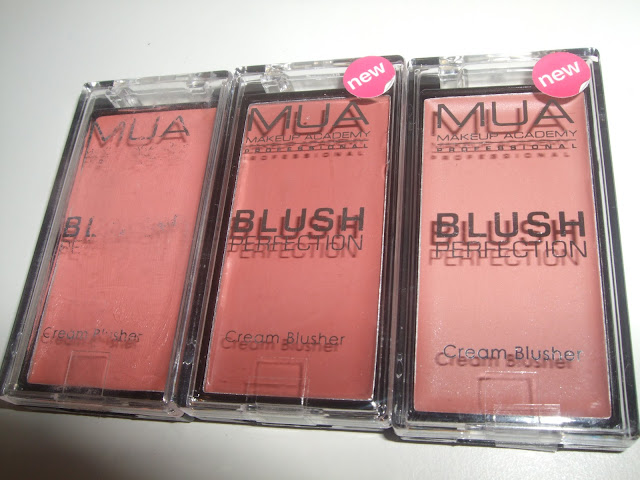 MUA
BL
Cream Blusher
new
MUA
MAKEUP ACADEMY
PROFESSIONAL
BLUSH
PERFECTION
Cream Blusher
new
MUA
MAKEUP ACADEMY
PROFESSIONAL
BLUSH
PERFECTION
Cream Blusher